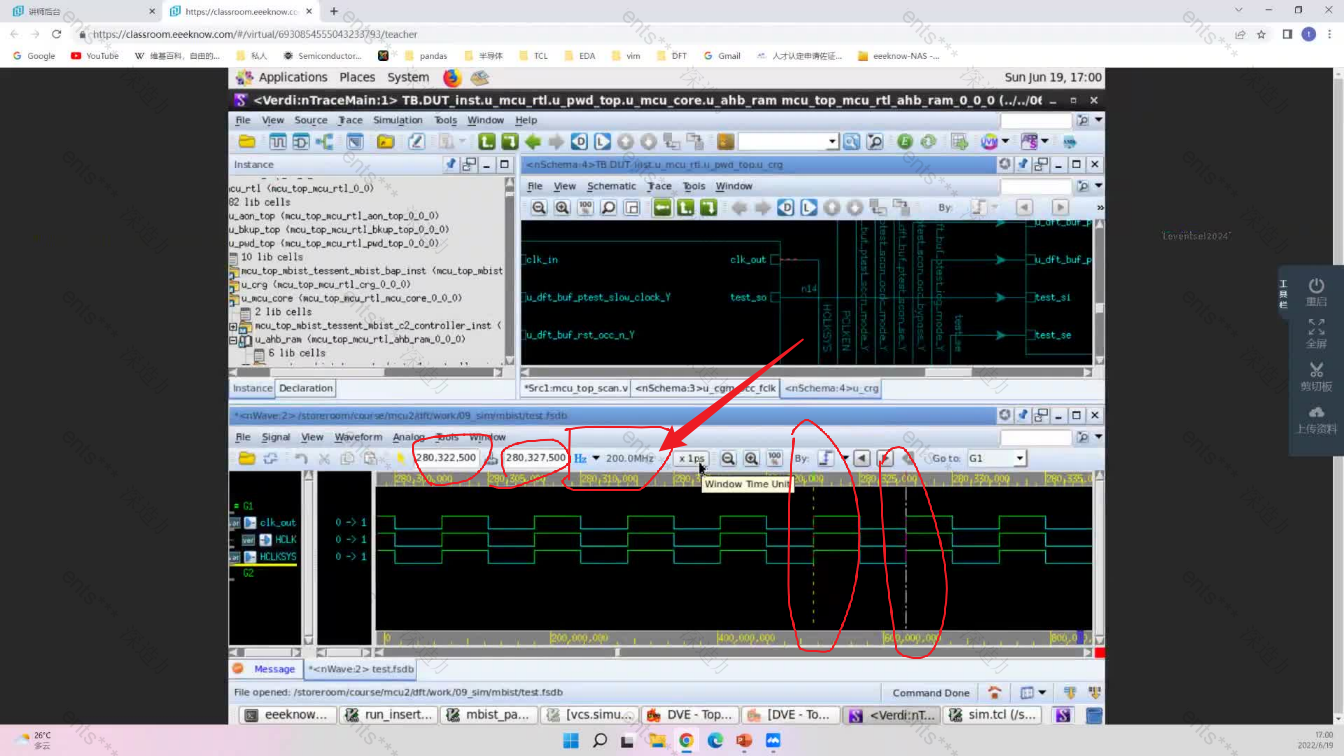 讲师后台
https://classroom.eeeknow.co...
https://classroom.eeeknow.com/#/virtual/6930854555043233793/teacher
Google YouTube 维基百科，自由的... 私人 Semiconductor... pandas 半导体 TCL EDA vim DFT Gmail 人才认定申请佐证... eeeknow-NAS -...
Applications Places System Sun Jun 19, 17:00
<Verdi:nTraceMain:1> TB.DUT_inst.u_mcu_rtl.u_pwd_top.u_mcu_core.u_ahb_ram mcu_top_mcu_rtl_ahb_ram_0_0_0 (../../06
File View Source Trace Simulation Tools Window Help
Instance
mcu_rtl (mcu_top_mcu_rtl_0_0)
82 lib cells
u_aon_top (mcu_top_mcu_rtl_aon_top_0_0_0)
u_bkup_top (mcu_top_mcu_rtl_bkup_top_0_0_0)
u_pwd_top (mcu_top_mcu_rtl_pwd_top_0_0_0)
10 lib cells
mcu_top_mbist_tessent_mbist_bap_inst (mcu_top_mbist
u_crg (mcu_top_mcu_rtl_crg_0_0_0)
u_mcu_core (mcu_top_mcu_rtl_mcu_core_0_0_0)
2 lib cells
mcu_top_mbist_tessent_mbist_c2_controller_inst (
u_ahb_ram (mcu_top_mcu_rtl_ahb_ram_0_0_0)
6 lib cells
Instance Declaration
<nSchema:4>TB.DUT_inst.u_mcu_rtl.u_pwd_top.u_crg
File View Schematic Trace Tools Window
100 By:
clk_in clk_out
u_dft_buf_ptest_slow_clock_Y test_so
u_dft_buf_rst_occ_n_Y
n14
HCLKSYS
PCLKEN
test_se
u_dft_buf_p
test_si
test_se
*Src1:mcu_top_scan.v <nSchema:4>u_crg
*<nWave:2> /storeroom/course/mcu2/dft/work/09_sim/mbist/test.fsdb
File Signal View Waveform Analog Tools Window
280,322,500 280,327,500 Hz 200.0MHz x 1ps 100 By: Go to: G1
Window Time Unit
280,305,000 280,310,000 280,325,000 280,330,000 280,335,0
G1
clk_out 0 -> 1
HCLK 0 -> 1
HCLKSYS 0 -> 1
G2
0 200,000,000 400,000,000 600,000,000 800,0
Message *<nWave:2> test.fsdb
File opened: /storeroom/course/mcu2/dft/work/09_sim/mbist/test.fsdb Command Done
eeeknow... run_insert... mbist_pa... [vcs.simu... DVE - Top... [DVE - To... <Verdi:nT... sim.tcl (/s...
工具栏
重启
全屏
剪切板
上传资料
26°C
多云
17:00
2022/6/19